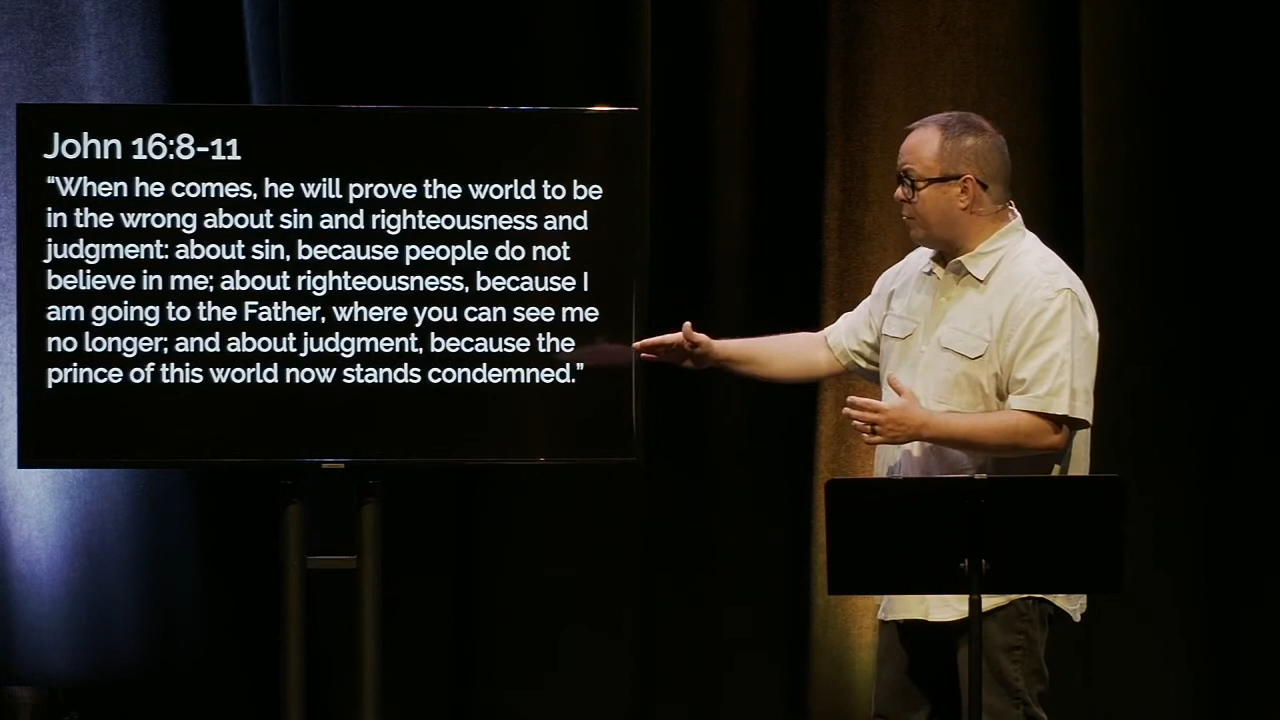 John 16:8-11
“When he comes, he will prove the world to be
in the wrong about sin and righteousness and
judgment: about sin, because people do not
believe in me; about righteousness, because I
am going to the Father, where you can see me
no longer; and about judgment, because the
prince of this world now stands condemned.”